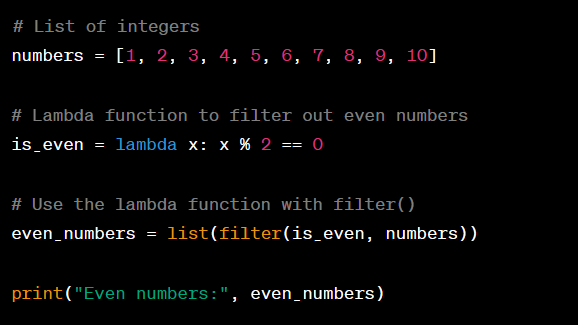 # List of integers
numbers = [1, 2, 3, 4, 5, 6, 7, 8, 9, 10]
# Lambda function to filter out even numbers
is_even = lambda x: x % 2 == 0
# Use the lambda function with filter()
even_numbers = list(filter(is_even, numbers))
print("Even numbers:", even_numbers)